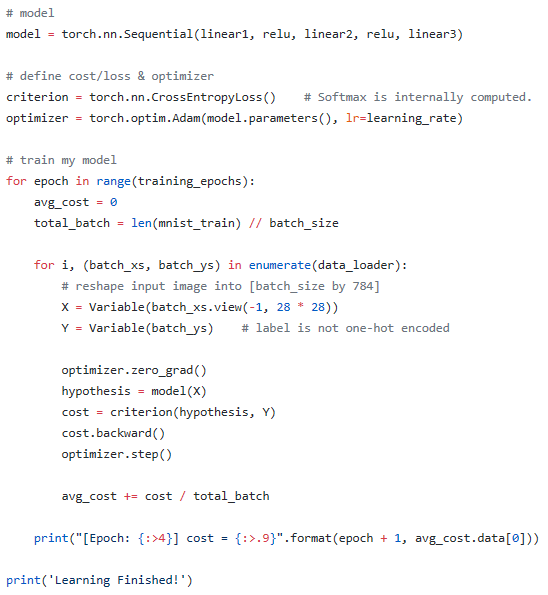 # model
model = torch.nn.Sequential(linear1, relu, linear2, relu, linear3)

# define cost/loss & optimizer
criterion = torch.nn.CrossEntropyLoss()    # Softmax is internally computed.
optimizer = torch.optim.Adam(model.parameters(), lr=learning_rate)

# train my model
for epoch in range(training_epochs):
    avg_cost = 0
    total_batch = len(mnist_train) // batch_size

    for i, (batch_xs, batch_ys) in enumerate(data_loader):
        # reshape input image into [batch_size by 784]
        X = Variable(batch_xs.view(-1, 28 * 28))
        Y = Variable(batch_ys)    # label is not one-hot encoded

        optimizer.zero_grad()
        hypothesis = model(X)
        cost = criterion(hypothesis, Y)
        cost.backward()
        optimizer.step()

        avg_cost += cost / total_batch

    print("[Epoch: {:>4}] cost = {:>.9}".format(epoch + 1, avg_cost.data[0]))

print('Learning Finished!')